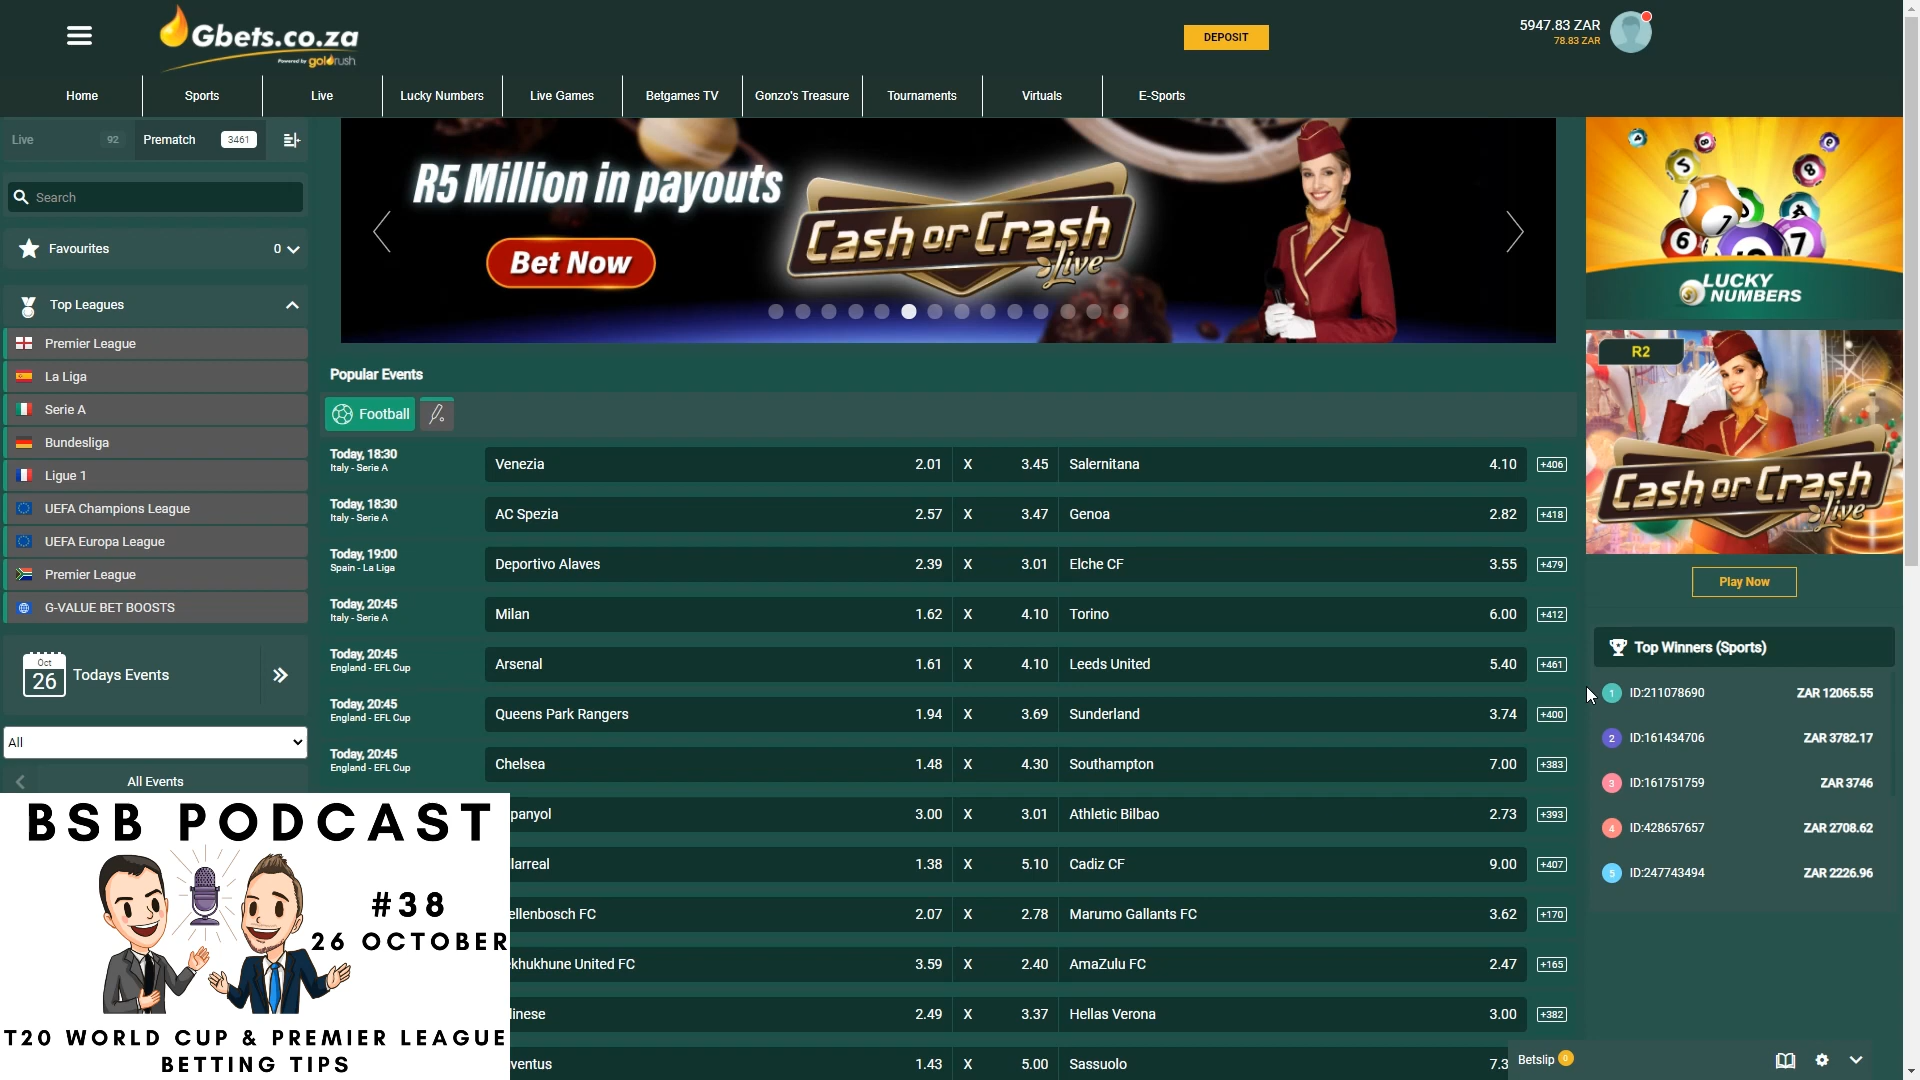 Gbets.co.za
Powered by goldrush
DEPOSIT
5947.83 ZAR
78.83 ZAR
Home
Sports
Live
Lucky Numbers
Live Games
Betgames TV
Gonzo's Treasure
Tournaments
Virtuals
E-Sports
Live 92
Prematch 3461
Search
Favourites 0
Top Leagues
Premier League
La Liga
Serie A
Bundesliga
Ligue 1
UEFA Champions League
UEFA Europa League
Premier League
G-VALUE BET BOOSTS
Oct
26
Todays Events
All
All Events
R5 Million in payouts
Bet Now
Cash or Crash
Live
Popular Events
Football
Today, 18:30
Italy - Serie A
Venezia 2.01 X 3.45 Salernitana 4.10 +406
Today, 18:30
Italy - Serie A
AC Spezia 2.57 X 3.47 Genoa 2.82 +418
Today, 19:00
Spain - La Liga
Deportivo Alaves 2.39 X 3.01 Elche CF 3.55 +479
Today, 20:45
Italy - Serie A
Milan 1.62 X 4.10 Torino 6.00 +412
Today, 20:45
England - EFL Cup
Arsenal 1.61 X 4.10 Leeds United 5.40 +461
Today, 20:45
England - EFL Cup
Queens Park Rangers 1.94 X 3.69 Sunderland 3.74 +400
Today, 20:45
England - EFL Cup
Chelsea 1.48 X 4.30 Southampton 7.00 +383
panyol 3.00 X 3.01 Athletic Bilbao 2.73 +393
larreal 1.38 X 5.10 Cadiz CF 9.00 +407
ellenbosch FC 2.07 X 2.78 Marumo Gallants FC 3.62 +170
ekhukhune United FC 3.59 X 2.40 AmaZulu FC 2.47 +165
inese 2.49 X 3.37 Hellas Verona 3.00 +382
ventus 1.43 X 5.00 Sassuolo 7.3
LUCKY
NUMBERS
R2
Cash or Crash
Live
Play Now
Top Winners (Sports)
1 ID:211078690 ZAR 12065.55
2 ID:161434706 ZAR 3782.17
3 ID:161751759 ZAR 3746
4 ID:428657657 ZAR 2708.62
5 ID:247743494 ZAR 2226.96
Betslip 0
BSB PODCAST
#38
26 OCTOBER
T20 WORLD CUP & PREMIER LEAGUE
BETTING TIPS